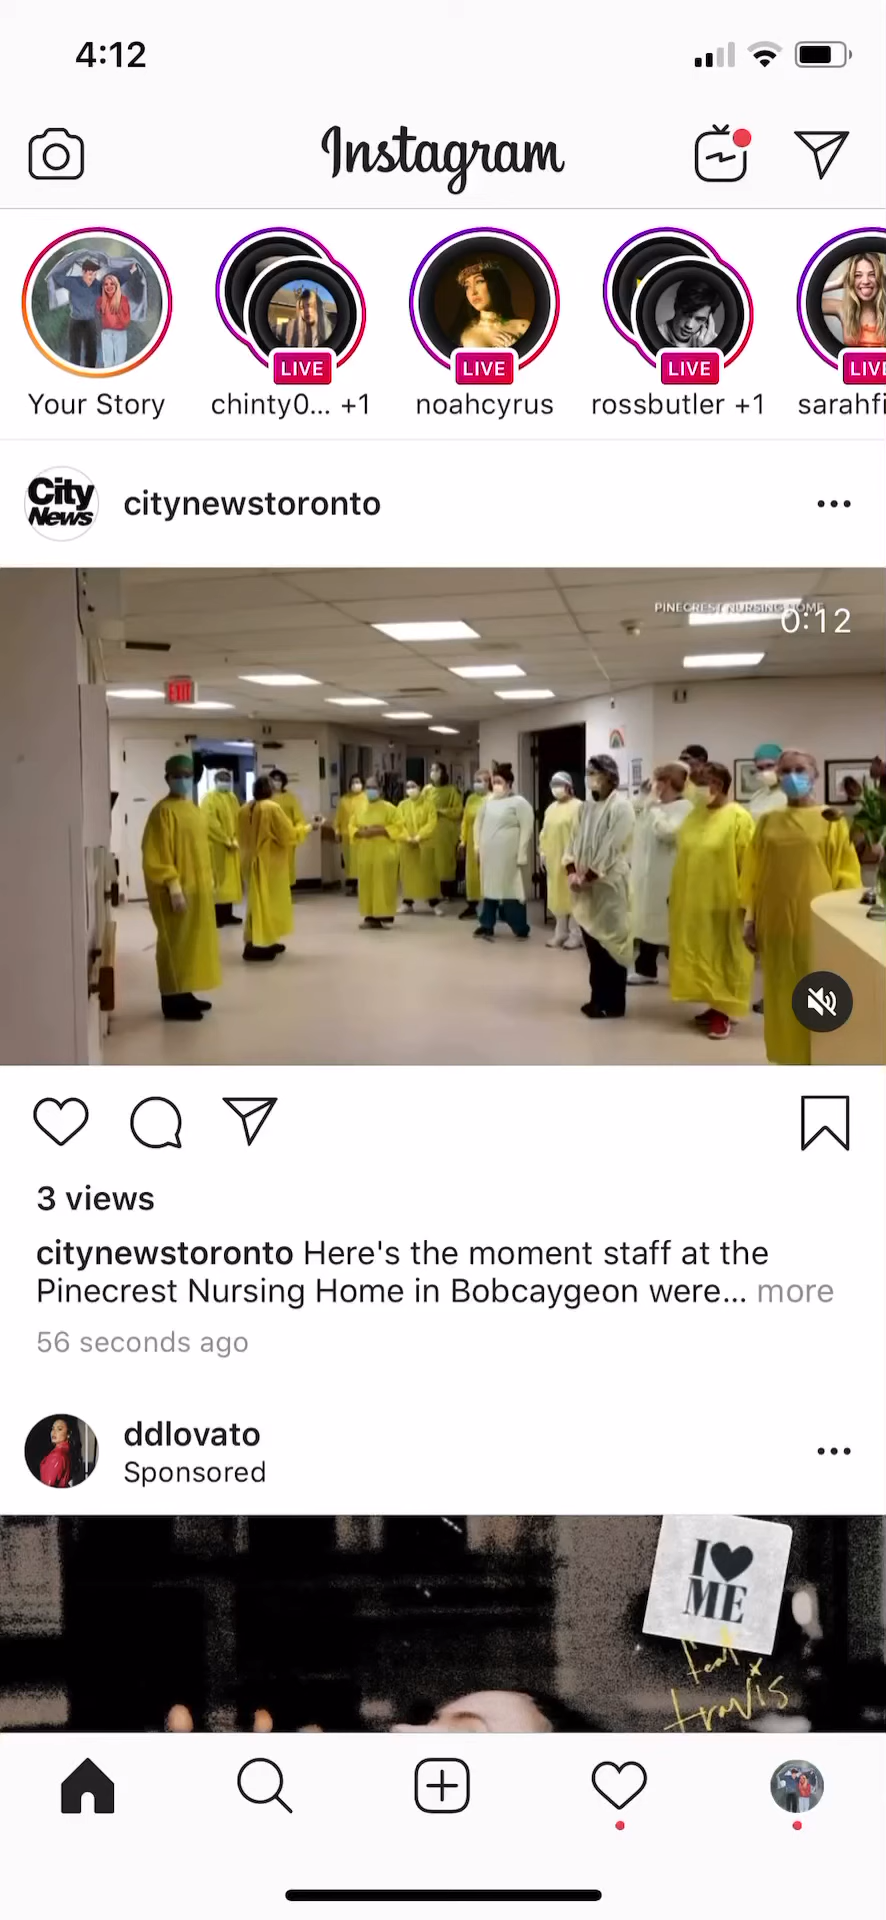 4:12
Instagram
LIVE
LIVE
LIVE
LIVE
Your Story
chinty0... +1
noahcyrus
rossbutler +1
sarahfi
City
News
citynewstoronto
PINECREST NURSING HOME
0:12
EXIT
3 views
citynewstoronto Here's the moment staff at the
Pinecrest Nursing Home in Bobcaygeon were... more
56 seconds ago
ddlovato
Sponsored
I♥
ME
feat.
travis